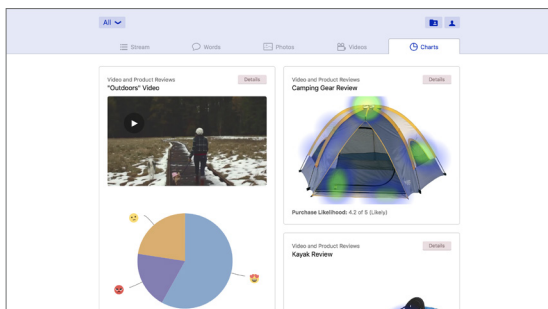 All
Stream
Words
Photos
Videos
Charts
Video and Product Reviews
Details
"Outdoors" Video
Video and Product Reviews
Details
Camping Gear Review
Purchase Likelihood: 4.2 of 5 (Likely)
Video and Product Reviews
Details
Kayak Review